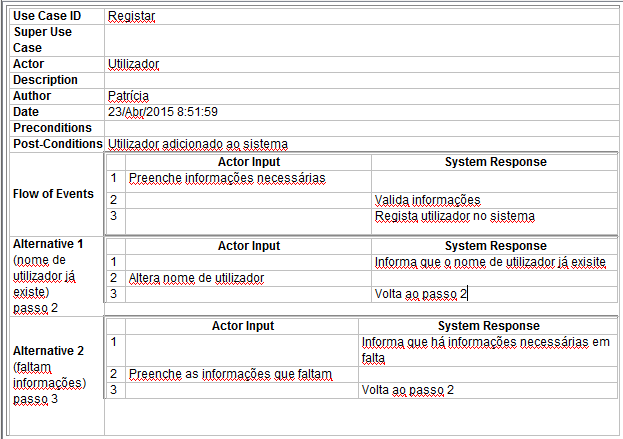 Use Case ID Registar
Super Use
Case
Actor Utilizador
Description
Author Patrícia
Date 23/Abr/2015 8:51:59
Preconditions
Post-Conditions Utilizador adicionado ao sistema
Flow of Events
Actor Input System Response
1 Preenche informações necessárias
2 Valida informações
3 Regista utilizador no sistema
Alternative 1
(nome de
utilizador já
existe)
passo 2
Actor Input System Response
1 Informa que o nome de utilizador já exisite
2 Altera nome de utilizador
3 Volta ao passo 2
Alternative 2
(faltam
informações)
passo 3
Actor Input System Response
1 Informa que há informações necessárias em
falta
2 Preenche as informações que faltam
3 Volta ao passo 2